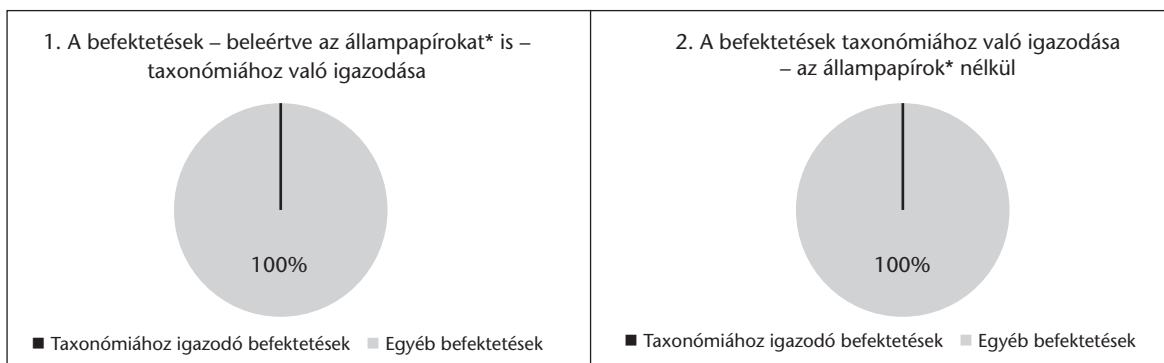 1. A befektetések – beleértve az állampapírokat* is –
taxonómiához való igazodása
100%
■ Taxonómiához igazodó befektetések ■ Egyéb befektetések
2. A befektetések taxonómiához való igazodása
– az állampapírok* nélkül
100%
■ Taxonómiához igazodó befektetések ■ Egyéb befektetések